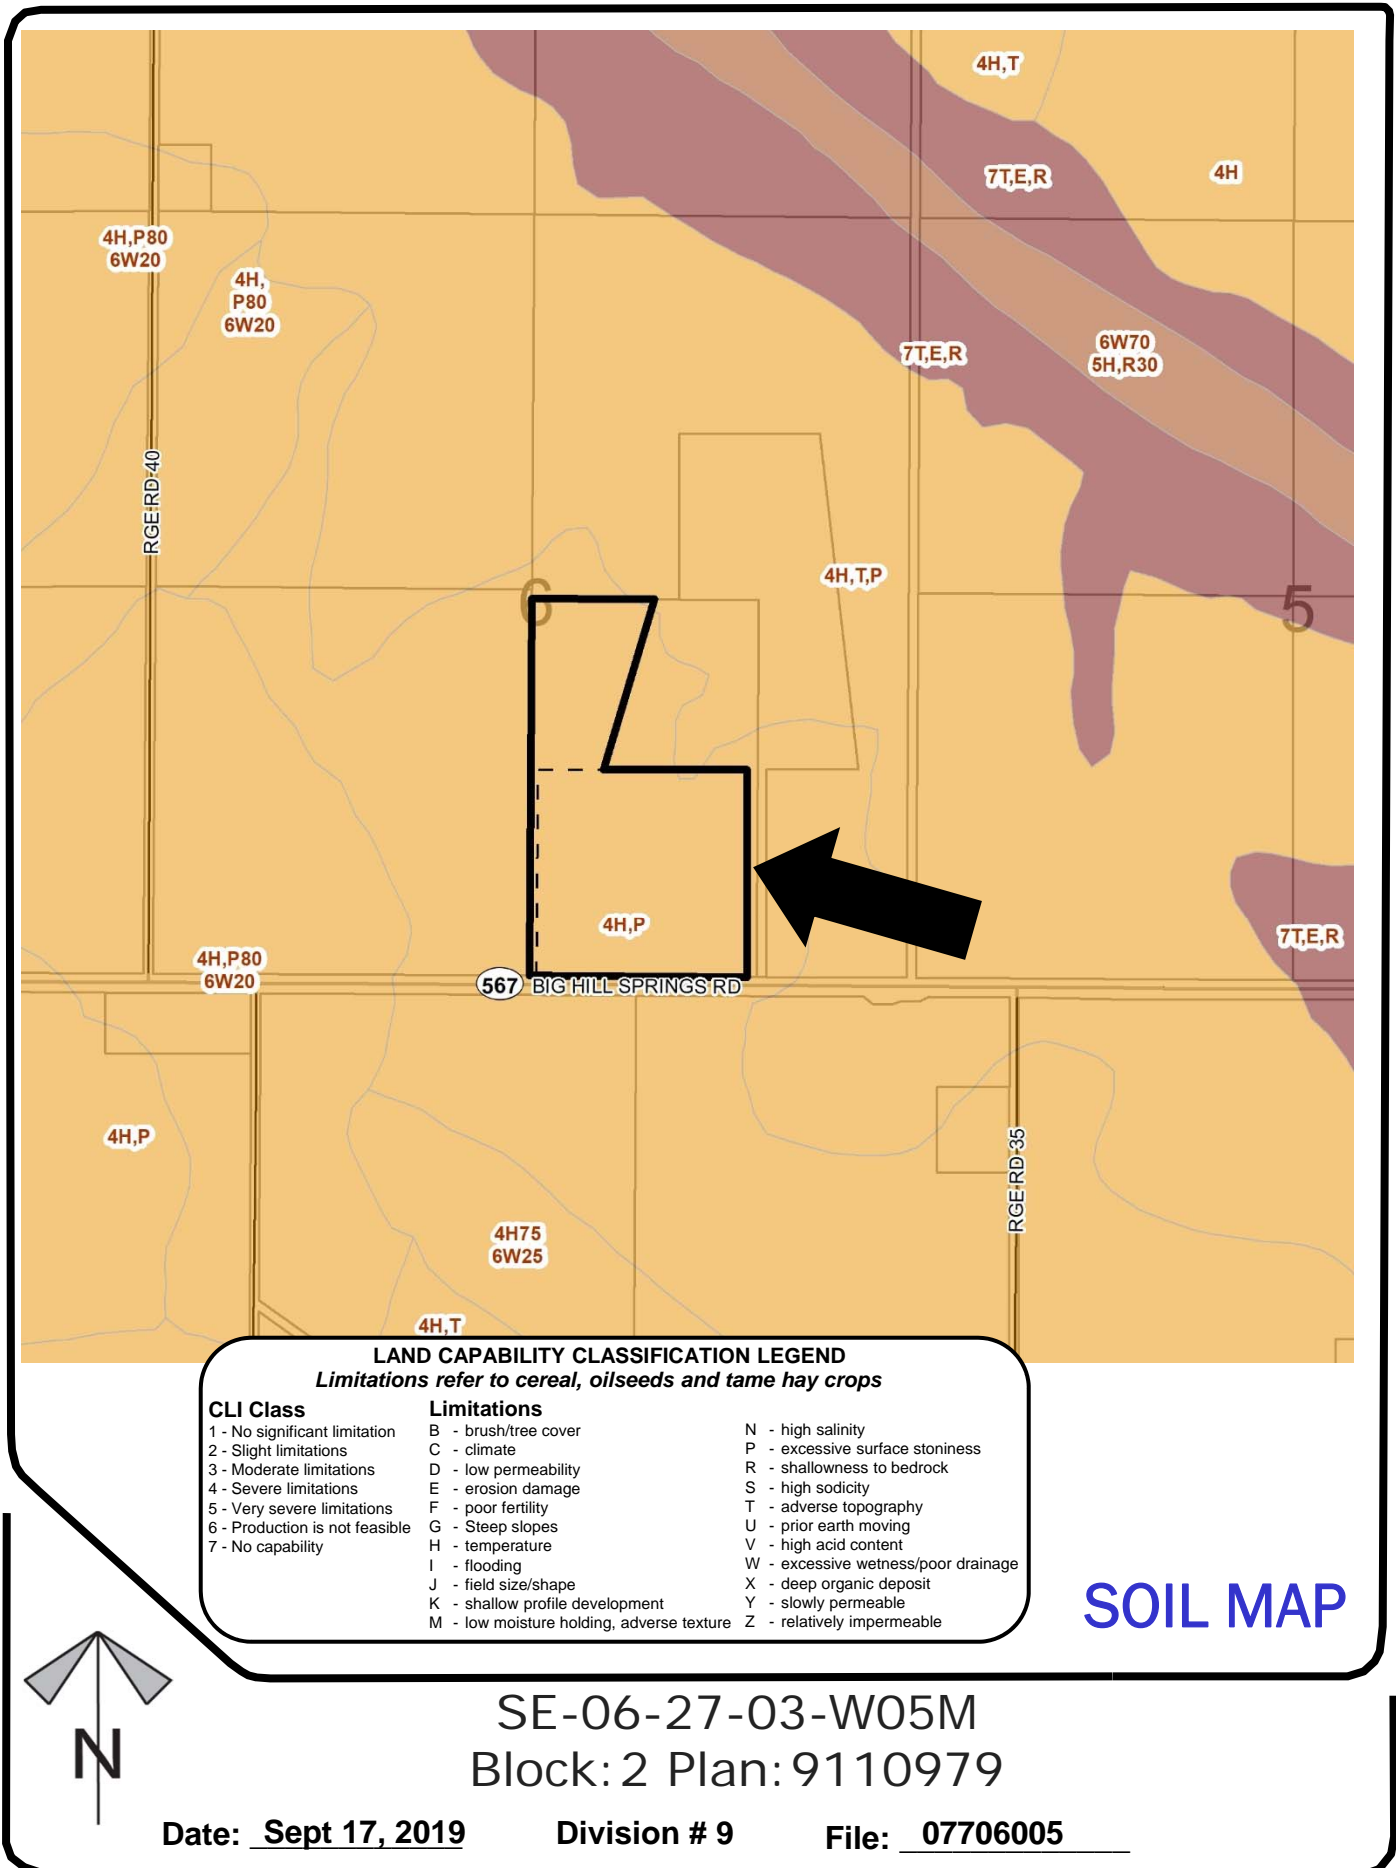 4H,T
7T,E,R
4H
4H,P80
6W20
4H,
P80
6W20
7T,E,R
6W70
5H,R30
RGE RD 40
4H,T,P
6
5
4H,P
7T,E,R
4H,P80
6W20
567 BIG HILL SPRINGS RD
4H,P
RGE RD 35
4H75
6W25
4H,T
LAND CAPABILITY CLASSIFICATION LEGEND
Limitations refer to cereal, oilseeds and tame hay crops
CLI Class
1 - No significant limitation
2 - Slight limitations
3 - Moderate limitations
4 - Severe limitations
5 - Very severe limitations
6 - Production is not feasible
7 - No capability
Limitations
B - brush/tree cover
C - climate
D - low permeability
E - erosion damage
F - poor fertility
G - Steep slopes
H - temperature
I - flooding
J - field size/shape
K - shallow profile development
M - low moisture holding, adverse texture
N - high salinity
P - excessive surface stoniness
R - shallowness to bedrock
S - high sodicity
T - adverse topography
U - prior earth moving
V - high acid content
W - excessive wetness/poor drainage
X - deep organic deposit
Y - slowly permeable
Z - relatively impermeable
SOIL MAP
N
SE-06-27-03-W05M
Block:2 Plan:9110979
Date: Sept 17, 2019 Division # 9 File: 07706005